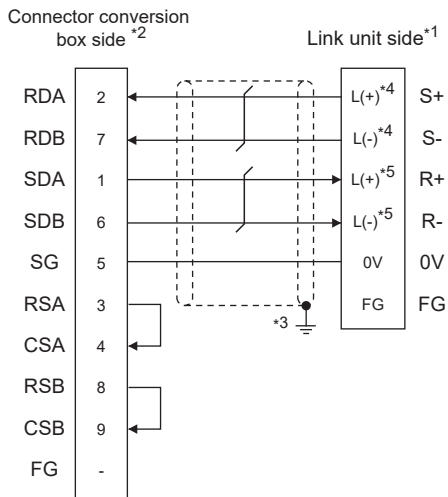 Connector conversion
box side *2
Link unit side*1
RDA 2 L(+)*4 S+
RDB 7 L(-)*4 S-
SDA 1 L(+)*5 R+
SDB 6 L(-)*5 R-
SG 5 0V 0V
RSA 3 FG FG
*3
CSA 4
RSB 8
CSB 9
FG -